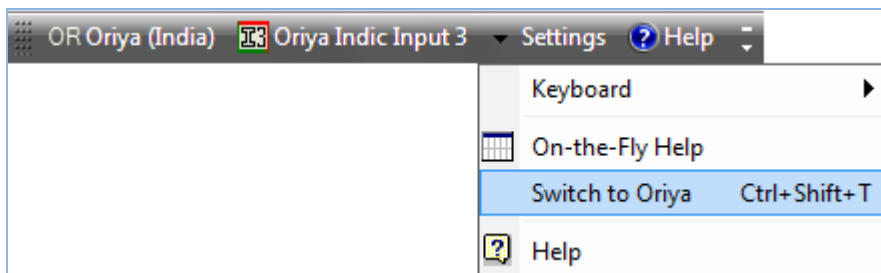 OR Oriya (India) I3 Oriya Indic Input 3 Settings ? Help
Keyboard
On-the-Fly Help
Switch to Oriya Ctrl+Shift+T
? Help